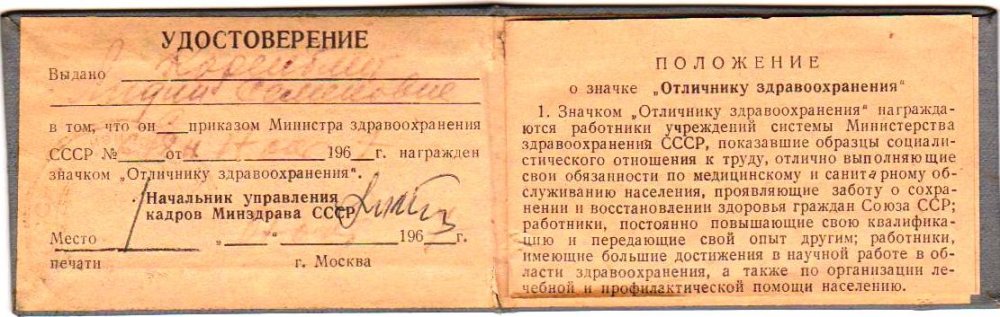 УДОСТОВЕРЕНИЕ
Выдано
Семеновне
в том, что он приказом Министра здравоохранения
СССР № от 196 г. награжден
значком „Отличнику здравоохранения“.
Начальник управления
кадров Минздрава СССР
Место „ “ 196 г.
печати г. Москва
ПОЛОЖЕНИЕ
о значке „Отличнику здравоохранения“
1. Значком „Отличнику здравоохранения“ награжда-
ются работники учреждений системы Министерства
здравоохранений СССР, показавшие образцы социалис-
тического отношения к труду, отлично выполняющие
свои обязанности по медицинскому и санитарному об-
служиванию населения, проявляющие заботу о сохра-
нении и восстановлении здоровья граждан Союза ССР;
работники, постоянно повышающие свою квалифика-
цию и передающие свой опыт другим; работники,
имеющие большие достижения в научной работе в об-
ласти здравоохранения, а также по организации ле-
чебной и профилактической помощи населению.